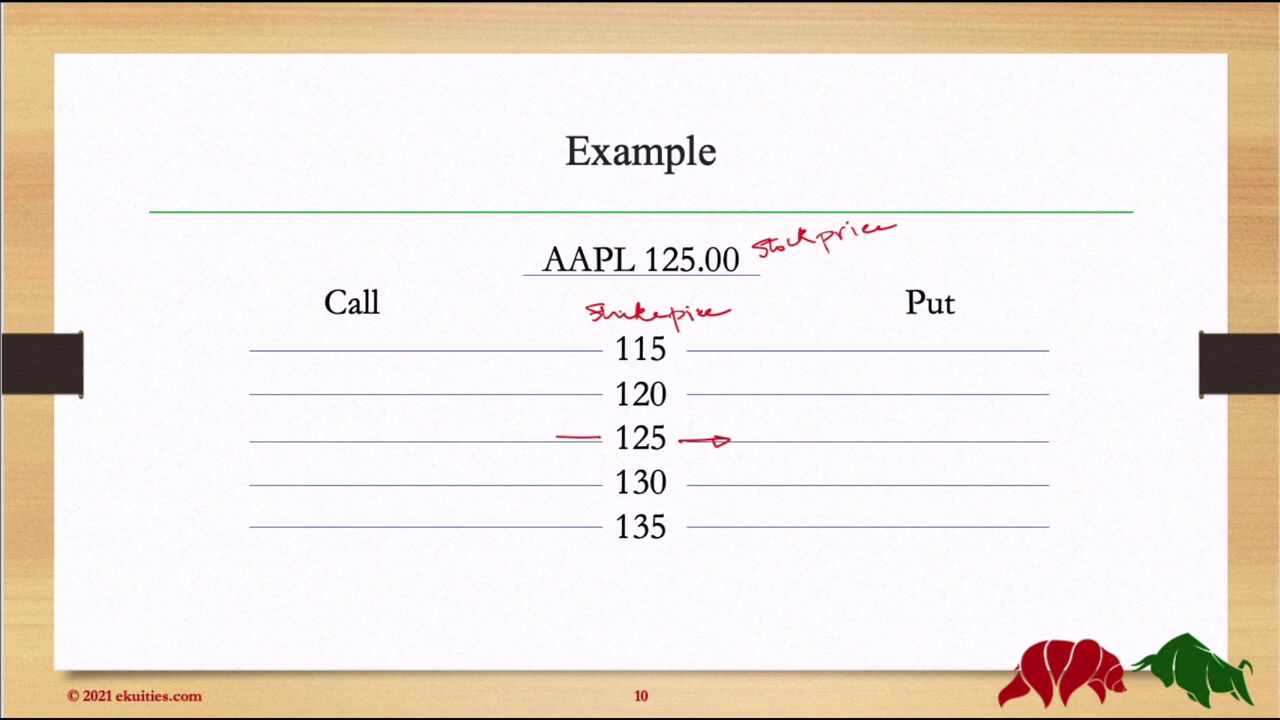 Example
AAPL 125.00 Stock price
Call Put
Strike price
115
120
125
130
135
© 2021 ekuities.com 10